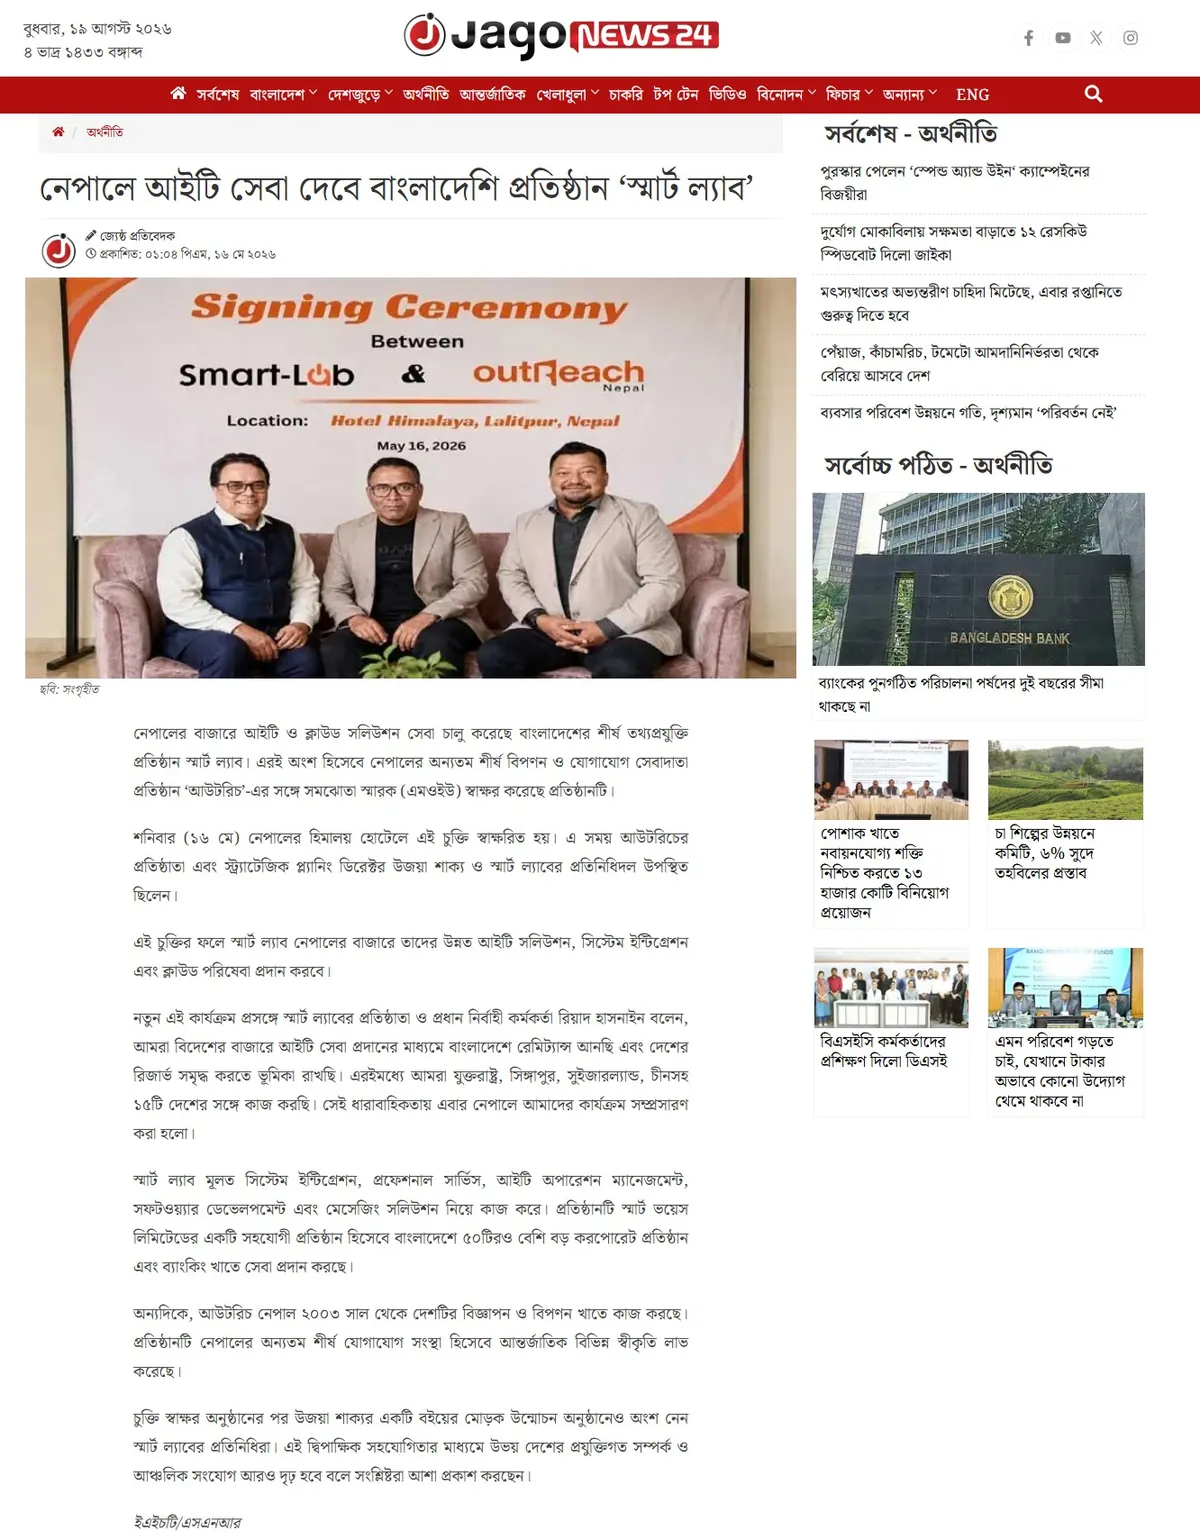 বুধবার, ১৯ আগস্ট ২০২৬
৪ ভাদ্র ১৪৩৩ বঙ্গাব্দ
Jago NEWS 24
সর্বশেষ বাংলাদেশ দেশজুড়ে অর্থনীতি আন্তর্জাতিক খেলাধুলা চাকরি টপ টেন ভিডিও বিনোদন ফিচার অন্যান্য ENG
/ অর্থনীতি
নেপালে আইটি সেবা দেবে বাংলাদেশি প্রতিষ্ঠান ‘স্মার্ট ল্যাব’
জ্যেষ্ঠ প্রতিবেদক
প্রকাশিত: ০১:০৪ পিএম, ১৬ মে ২০২৬
Signing Ceremony
Between
Smart-Lab & outReach
Nepal
Location: Hotel Himalaya, Lalitpur, Nepal
May 16, 2026
ছবি: সংগৃহীত
নেপালের বাজারে আইটি ও ক্লাউড সলিউশন সেবা চালু করেছে বাংলাদেশের শীর্ষ তথ্যপ্রযুক্তি
প্রতিষ্ঠান স্মার্ট ল্যাব। এরই অংশ হিসেবে নেপালের অন্যতম শীর্ষ বিপণন ও যোগাযোগ সেবাদাতা
প্রতিষ্ঠান ‘আউটরিচ’-এর সঙ্গে সমঝোতা স্মারক (এমওইউ) স্বাক্ষর করেছে প্রতিষ্ঠানটি।
শনিবার (১৬ মে) নেপালের হিমালয় হোটেলে এই চুক্তি স্বাক্ষরিত হয়। এ সময় আউটরিচের
প্রতিষ্ঠাতা এবং স্ট্র্যাটেজিক প্ল্যানিং ডিরেক্টর উজয়া শাক্য ও স্মার্ট ল্যাবের প্রতিনিধিদল উপস্থিত
ছিলেন।
এই চুক্তির ফলে স্মার্ট ল্যাব নেপালের বাজারে তাদের উন্নত আইটি সলিউশন, সিস্টেম ইন্টিগ্রেশন
এবং ক্লাউড পরিষেবা প্রদান করবে।
নতুন এই কার্যক্রম প্রসঙ্গে স্মার্ট ল্যাবের প্রতিষ্ঠাতা ও প্রধান নির্বাহী কর্মকর্তা রিয়াদ হাসনাইন বলেন,
আমরা বিদেশের বাজারে আইটি সেবা প্রদানের মাধ্যমে বাংলাদেশে রেমিট্যান্স আনছি এবং দেশের
রিজার্ভ সমৃদ্ধ করতে ভূমিকা রাখছি। এরইমধ্যে আমরা যুক্তরাষ্ট্র, সিঙ্গাপুর, সুইজারল্যান্ড, চীনসহ
১৫টি দেশের সঙ্গে কাজ করছি। সেই ধারাবাহিকতায় এবার নেপালে আমাদের কার্যক্রম সম্প্রসারণ
করা হলো।
স্মার্ট ল্যাব মূলত সিস্টেম ইন্টিগ্রেশন, প্রফেশনাল সার্ভিস, আইটি অপারেশন ম্যানেজমেন্ট,
সফটওয়্যার ডেভেলপমেন্ট এবং মেসেজিং সলিউশন নিয়ে কাজ করে। প্রতিষ্ঠানটি স্মার্ট ভয়েস
লিমিটেডের একটি সহযোগী প্রতিষ্ঠান হিসেবে বাংলাদেশে ৫০টিরও বেশি বড় করপোরেট প্রতিষ্ঠান
এবং ব্যাংকিং খাতে সেবা প্রদান করছে।
অন্যদিকে, আউটরিচ নেপাল ২০০৩ সাল থেকে দেশটির বিজ্ঞাপন ও বিপণন খাতে কাজ করছে।
প্রতিষ্ঠানটি নেপালের অন্যতম শীর্ষ যোগাযোগ সংস্থা হিসেবে আন্তর্জাতিক বিভিন্ন স্বীকৃতি লাভ
করেছে।
চুক্তি স্বাক্ষর অনুষ্ঠানের পর উজয়া শাক্যর একটি বইয়ের মোড়ক উন্মোচন অনুষ্ঠানেও অংশ নেন
স্মার্ট ল্যাবের প্রতিনিধিরা। এই দ্বিপাক্ষিক সহযোগিতার মাধ্যমে উভয় দেশের প্রযুক্তিগত সম্পর্ক ও
আঞ্চলিক সংযোগ আরও দৃঢ় হবে বলে সংশ্লিষ্টরা আশা প্রকাশ করছেন।
ইএইচটি/এসএনআর
সর্বশেষ - অর্থনীতি
পুরস্কার পেলেন ‘স্পেন্ড অ্যান্ড উইন‘ ক্যাম্পেইনের
বিজয়ীরা
দুর্যোগ মোকাবিলায় সক্ষমতা বাড়াতে ১২ রেসকিউ
স্পিডবোট দিলো জাইকা
মৎস্যখাতের অভ্যন্তরীণ চাহিদা মিটেছে, এবার রপ্তানিতে
গুরুত্ব দিতে হবে
পেঁয়াজ, কাঁচামরিচ, টমেটো আমদানিনির্ভরতা থেকে
বেরিয়ে আসবে দেশ
ব্যবসার পরিবেশ উন্নয়নে গতি, দৃশ্যমান ‘পরিবর্তন নেই’
সর্বোচ্চ পঠিত - অর্থনীতি
BANGLADESH BANK
ব্যাংকের পুনর্গঠিত পরিচালনা পর্ষদের দুই বছরের সীমা
থাকছে না
পোশাক খাতে
নবায়নযোগ্য শক্তি
নিশ্চিত করতে ১৩
হাজার কোটি বিনিয়োগ
প্রয়োজন
চা শিল্পের উন্নয়নে
কমিটি, ৬% সুদে
তহবিলের প্রস্তাব
বিএসইসি কর্মকর্তাদের
প্রশিক্ষণ দিলো ডিএসই
এমন পরিবেশ গড়তে
চাই, যেখানে টাকার
অভাবে কোনো উদ্যোগ
থেমে থাকবে না